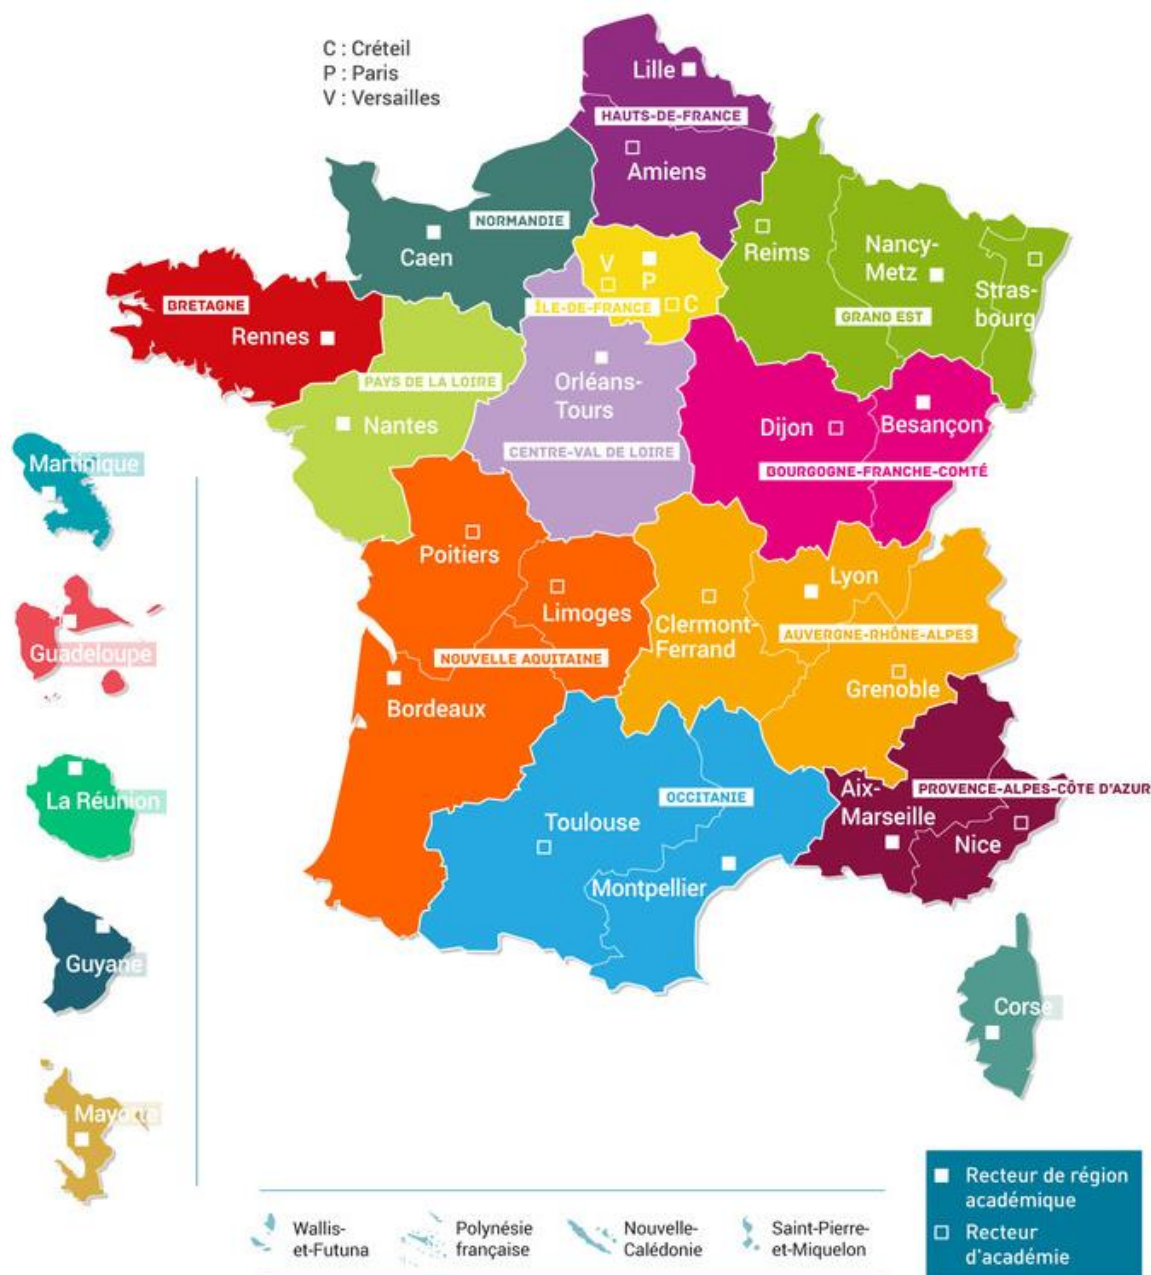 C : Créteil
P : Paris
V : Versailles
Lille
HAUTS-DE-FRANCE
Amiens
NORMANDIE
Caen
Reims
Nancy-
Metz
Stras-
bourg
GRAND EST
V
P
C
ÎLE-DE-FRANCE
BRETAGNE
Rennes
PAYS DE LA LOIRE
Nantes
Orléans-
Tours
CENTRE-VAL DE LOIRE
Dijon
Besançon
BOURGOGNE-FRANCHE-COMTÉ
Martinique
Poitiers
Limoges
NOUVELLE AQUITAINE
Bordeaux
Clermont-
Ferrand
Lyon
AUVERGNE-RHÔNE-ALPES
Grenoble
Guadeloupe
La Réunion
OCCITANIE
Toulouse
Montpellier
Aix-
Marseille
PROVENCE-ALPES-CÔTE D'AZUR
Nice
Guyane
Corse
Mayotte
Recteur de région
académique
Recteur
d'académie
Wallis-
et-Futuna
Polynésie
française
Nouvelle-
Calédonie
Saint-Pierre-
et-Miquelon